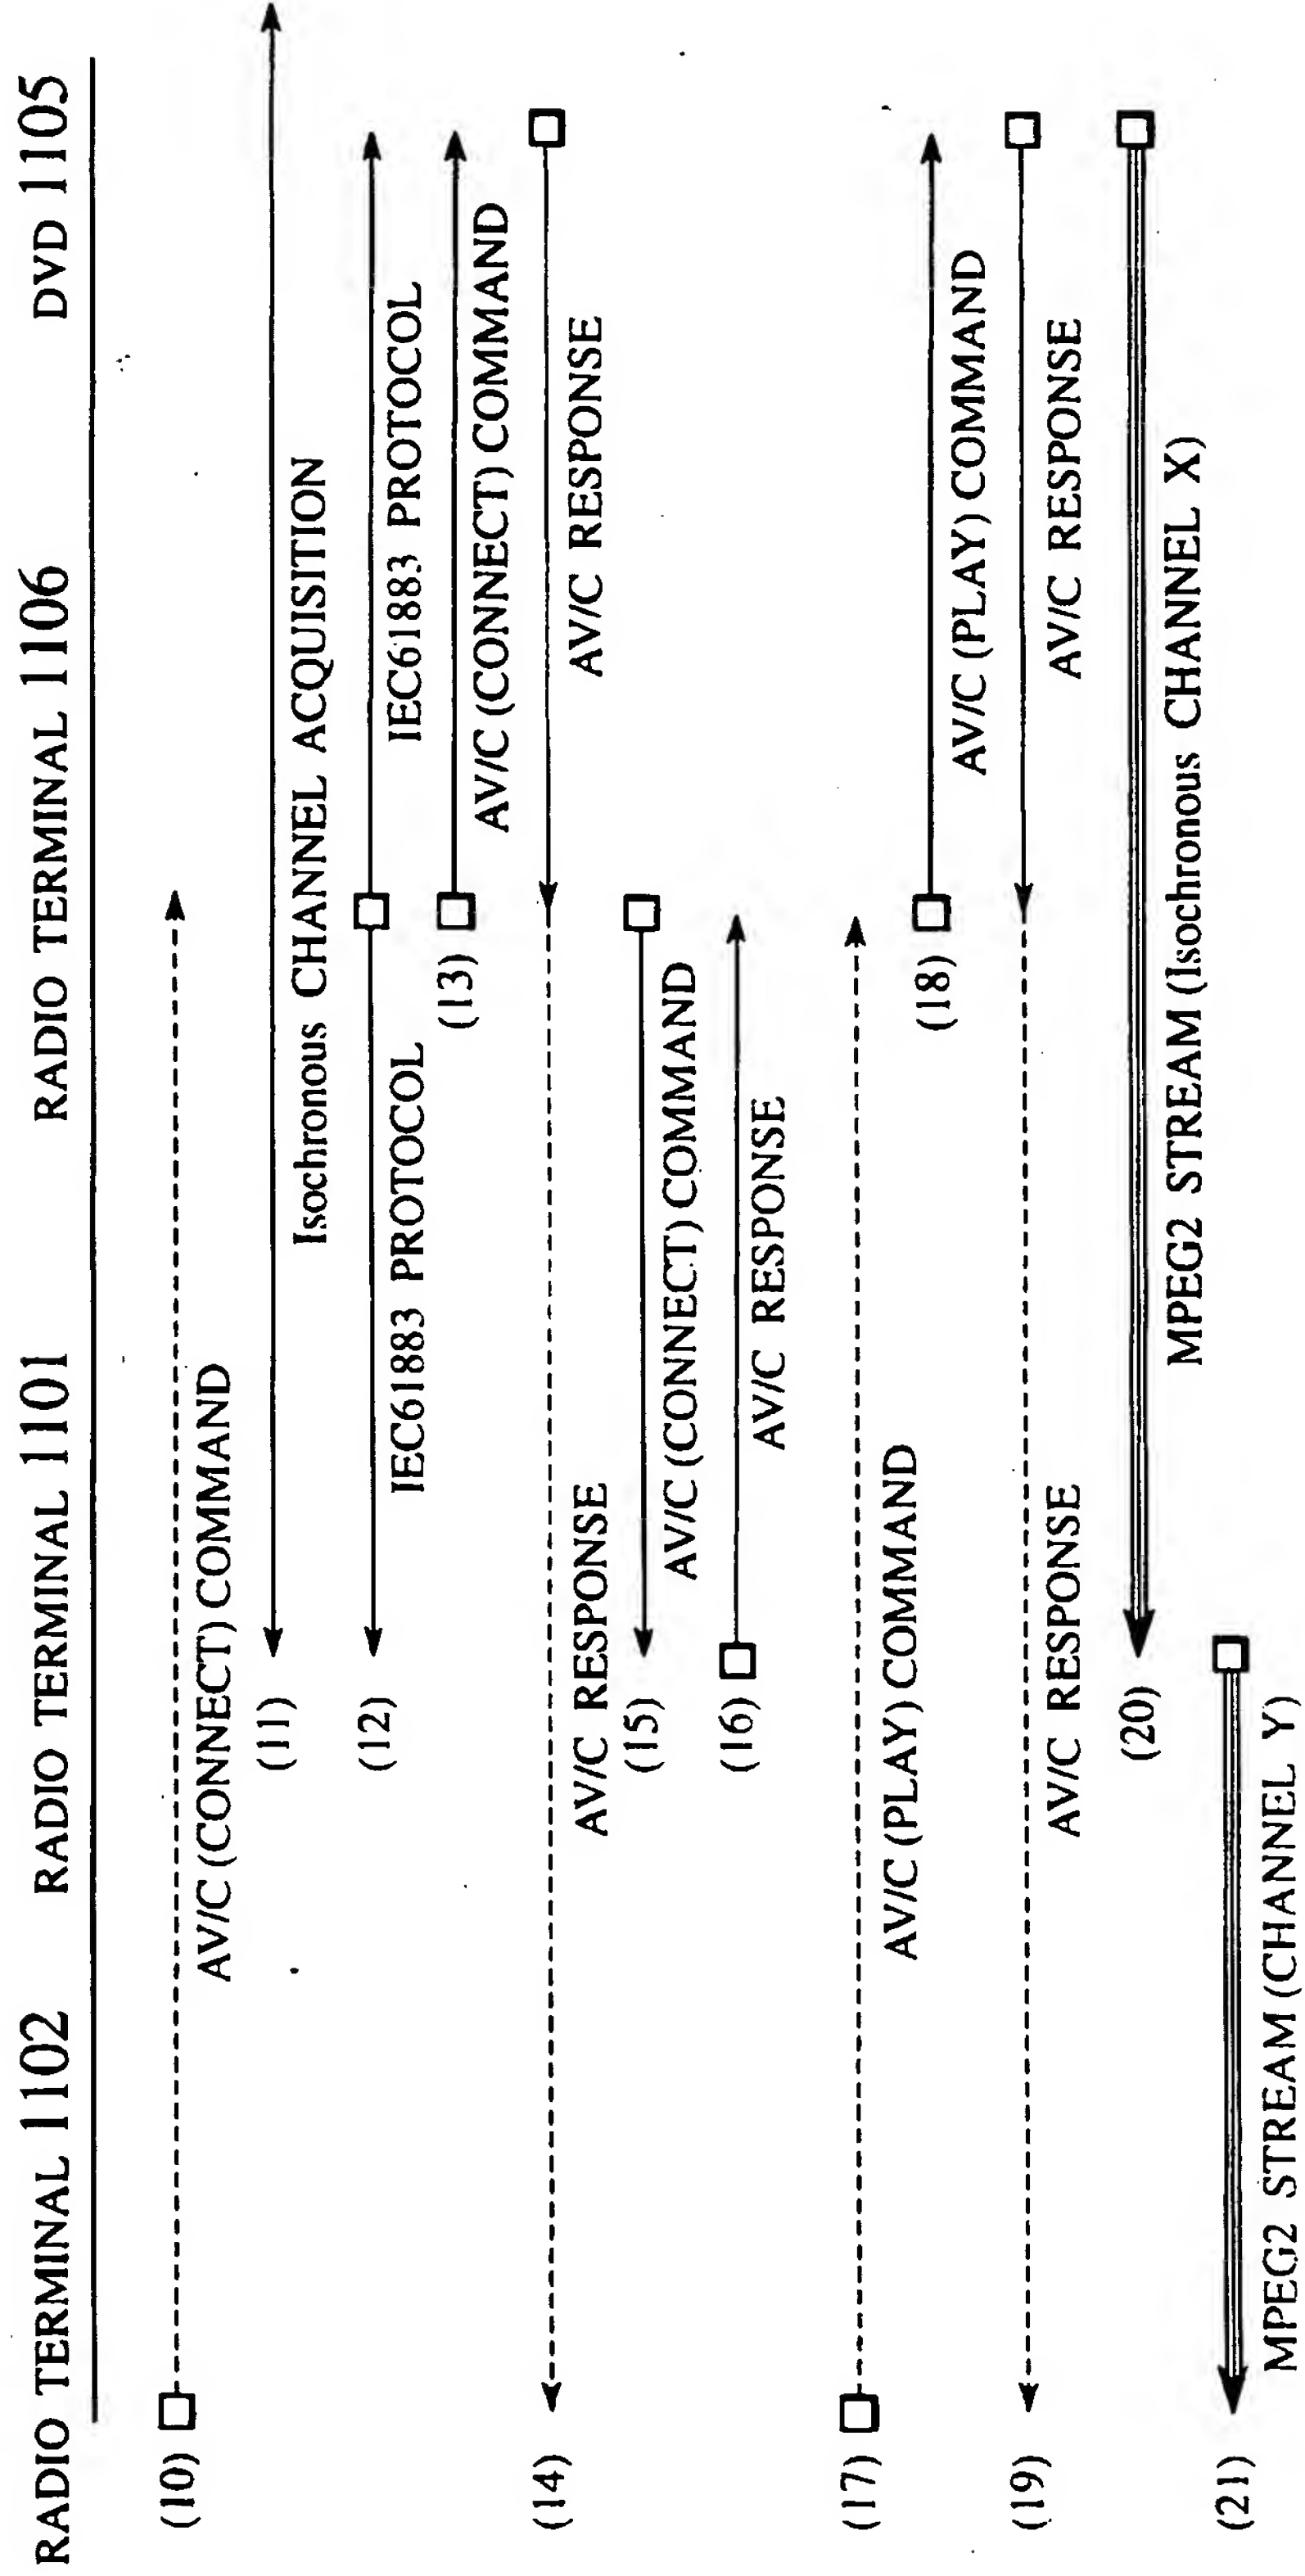 RADIO TERMINAL 1102 RADIO TERMINAL 1101 RADIO TERMINAL 1106 DVD 1105
(10)
AV/C (CONNECT) COMMAND
(11)
Isochronous CHANNEL ACQUISITION
(12)
IEC61883 PROTOCOL IEC61883 PROTOCOL
(13)
AV/C (CONNECT) COMMAND
(14)
AV/C RESPONSE AV/C RESPONSE
(15)
AV/C (CONNECT) COMMAND
(16)
AV/C RESPONSE
(17)
AV/C (PLAY) COMMAND
(18)
AV/C (PLAY) COMMAND
(19)
AV/C RESPONSE AV/C RESPONSE
(20)
MPEG2 STREAM (Isochronous CHANNEL X)
(21)
MPEG2 STREAM (CHANNEL Y)